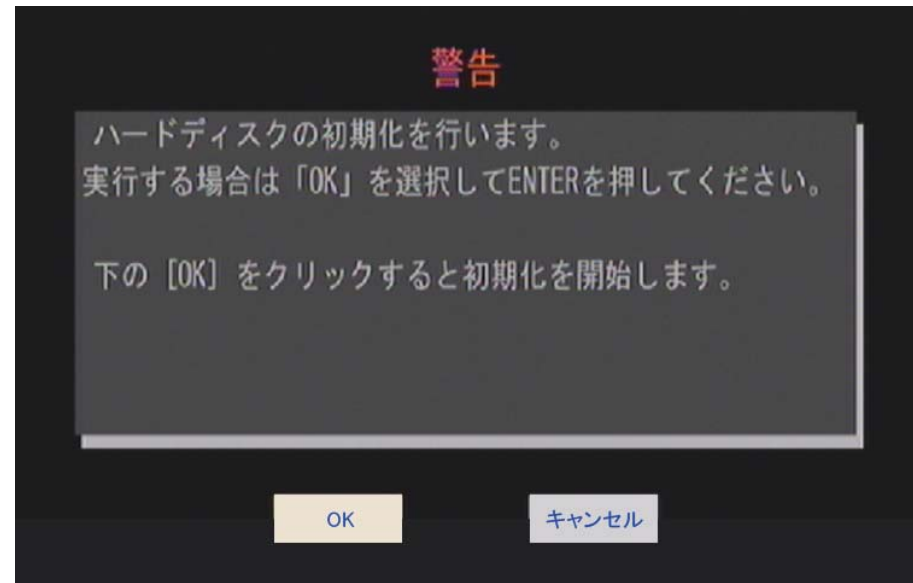 警告
ハードディスクの初期化を行います。
実行する場合は「OK」を選択してENTERを押してください。
下の［OK］をクリックすると初期化を開始します。
OK
キャンセル